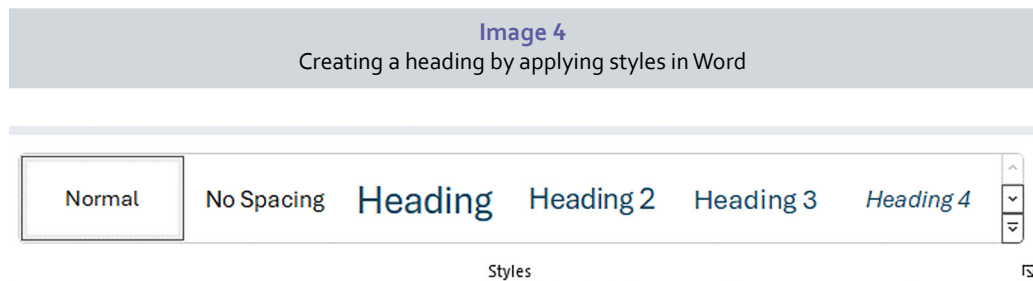 Image 4
Creating a heading by applying styles in Word
Normal No Spacing Heading Heading 2 Heading 3 Heading 4
Styles